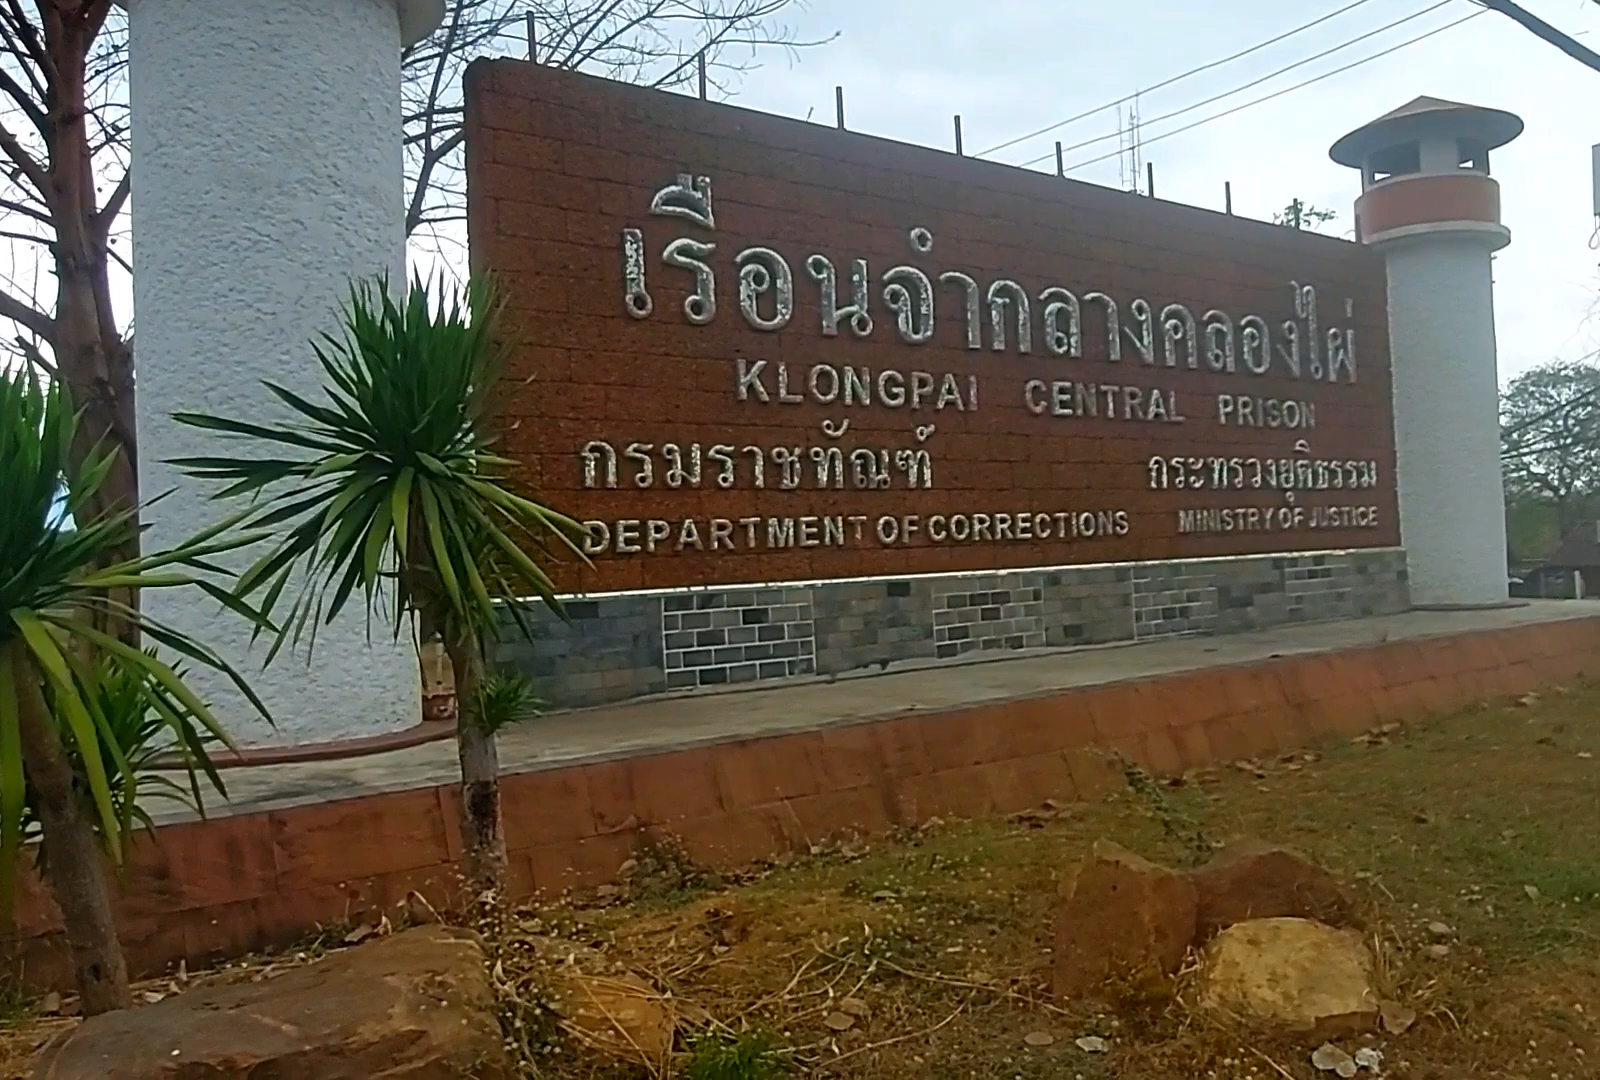 เรือนจำกลางคลองไผ่
KLONGPAI CENTRAL PRISON
กรมราชทัณฑ์ กระทรวงยุติธรรม
DEPARTMENT OF CORRECTIONS MINISTRY OF JUSTICE